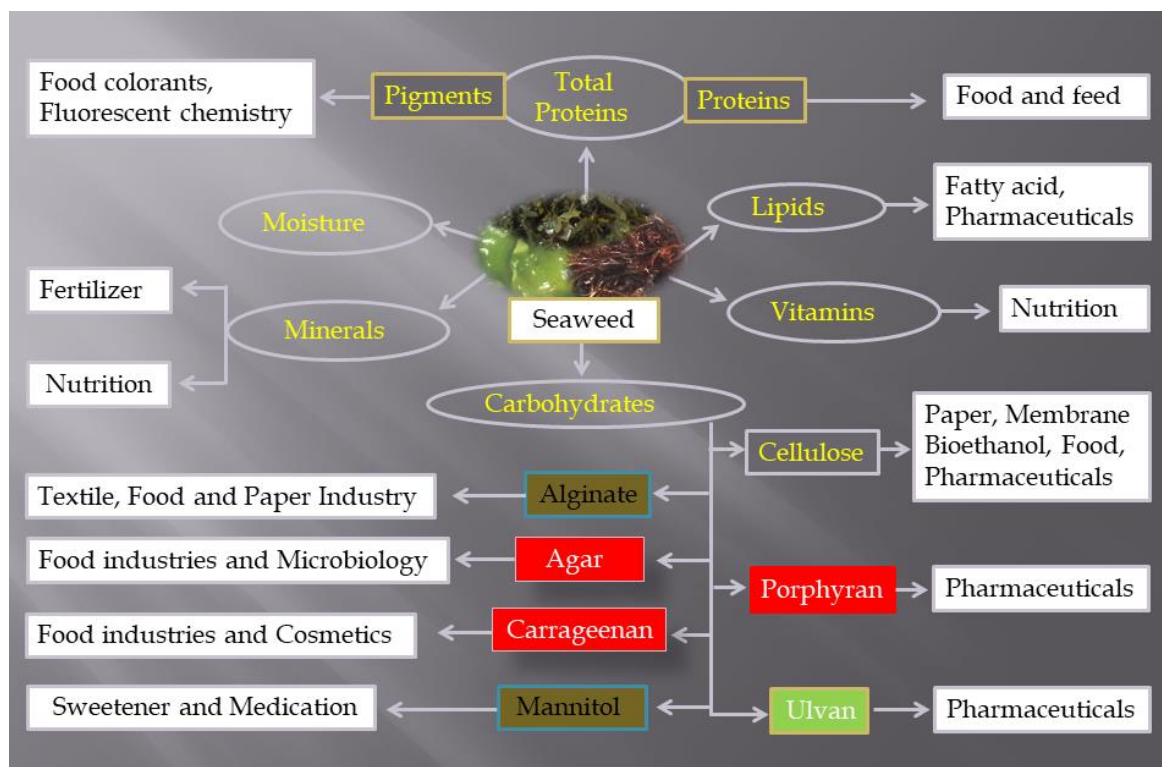 Food colorants,
Fluorescent chemistry
Pigments
Total
Proteins
Proteins
Food and feed
Moisture
Lipids
Fatty acid,
Pharmaceuticals
Fertilizer
Minerals
Nutrition
Seaweed
Vitamins
Nutrition
Carbohydrates
Cellulose
Paper, Membrane
Bioethanol, Food,
Pharmaceuticals
Textile, Food and Paper Industry
Alginate
Food industries and Microbiology
Agar
Porphyran
Pharmaceuticals
Food industries and Cosmetics
Carrageenan
Sweetener and Medication
Mannitol
Ulvan
Pharmaceuticals